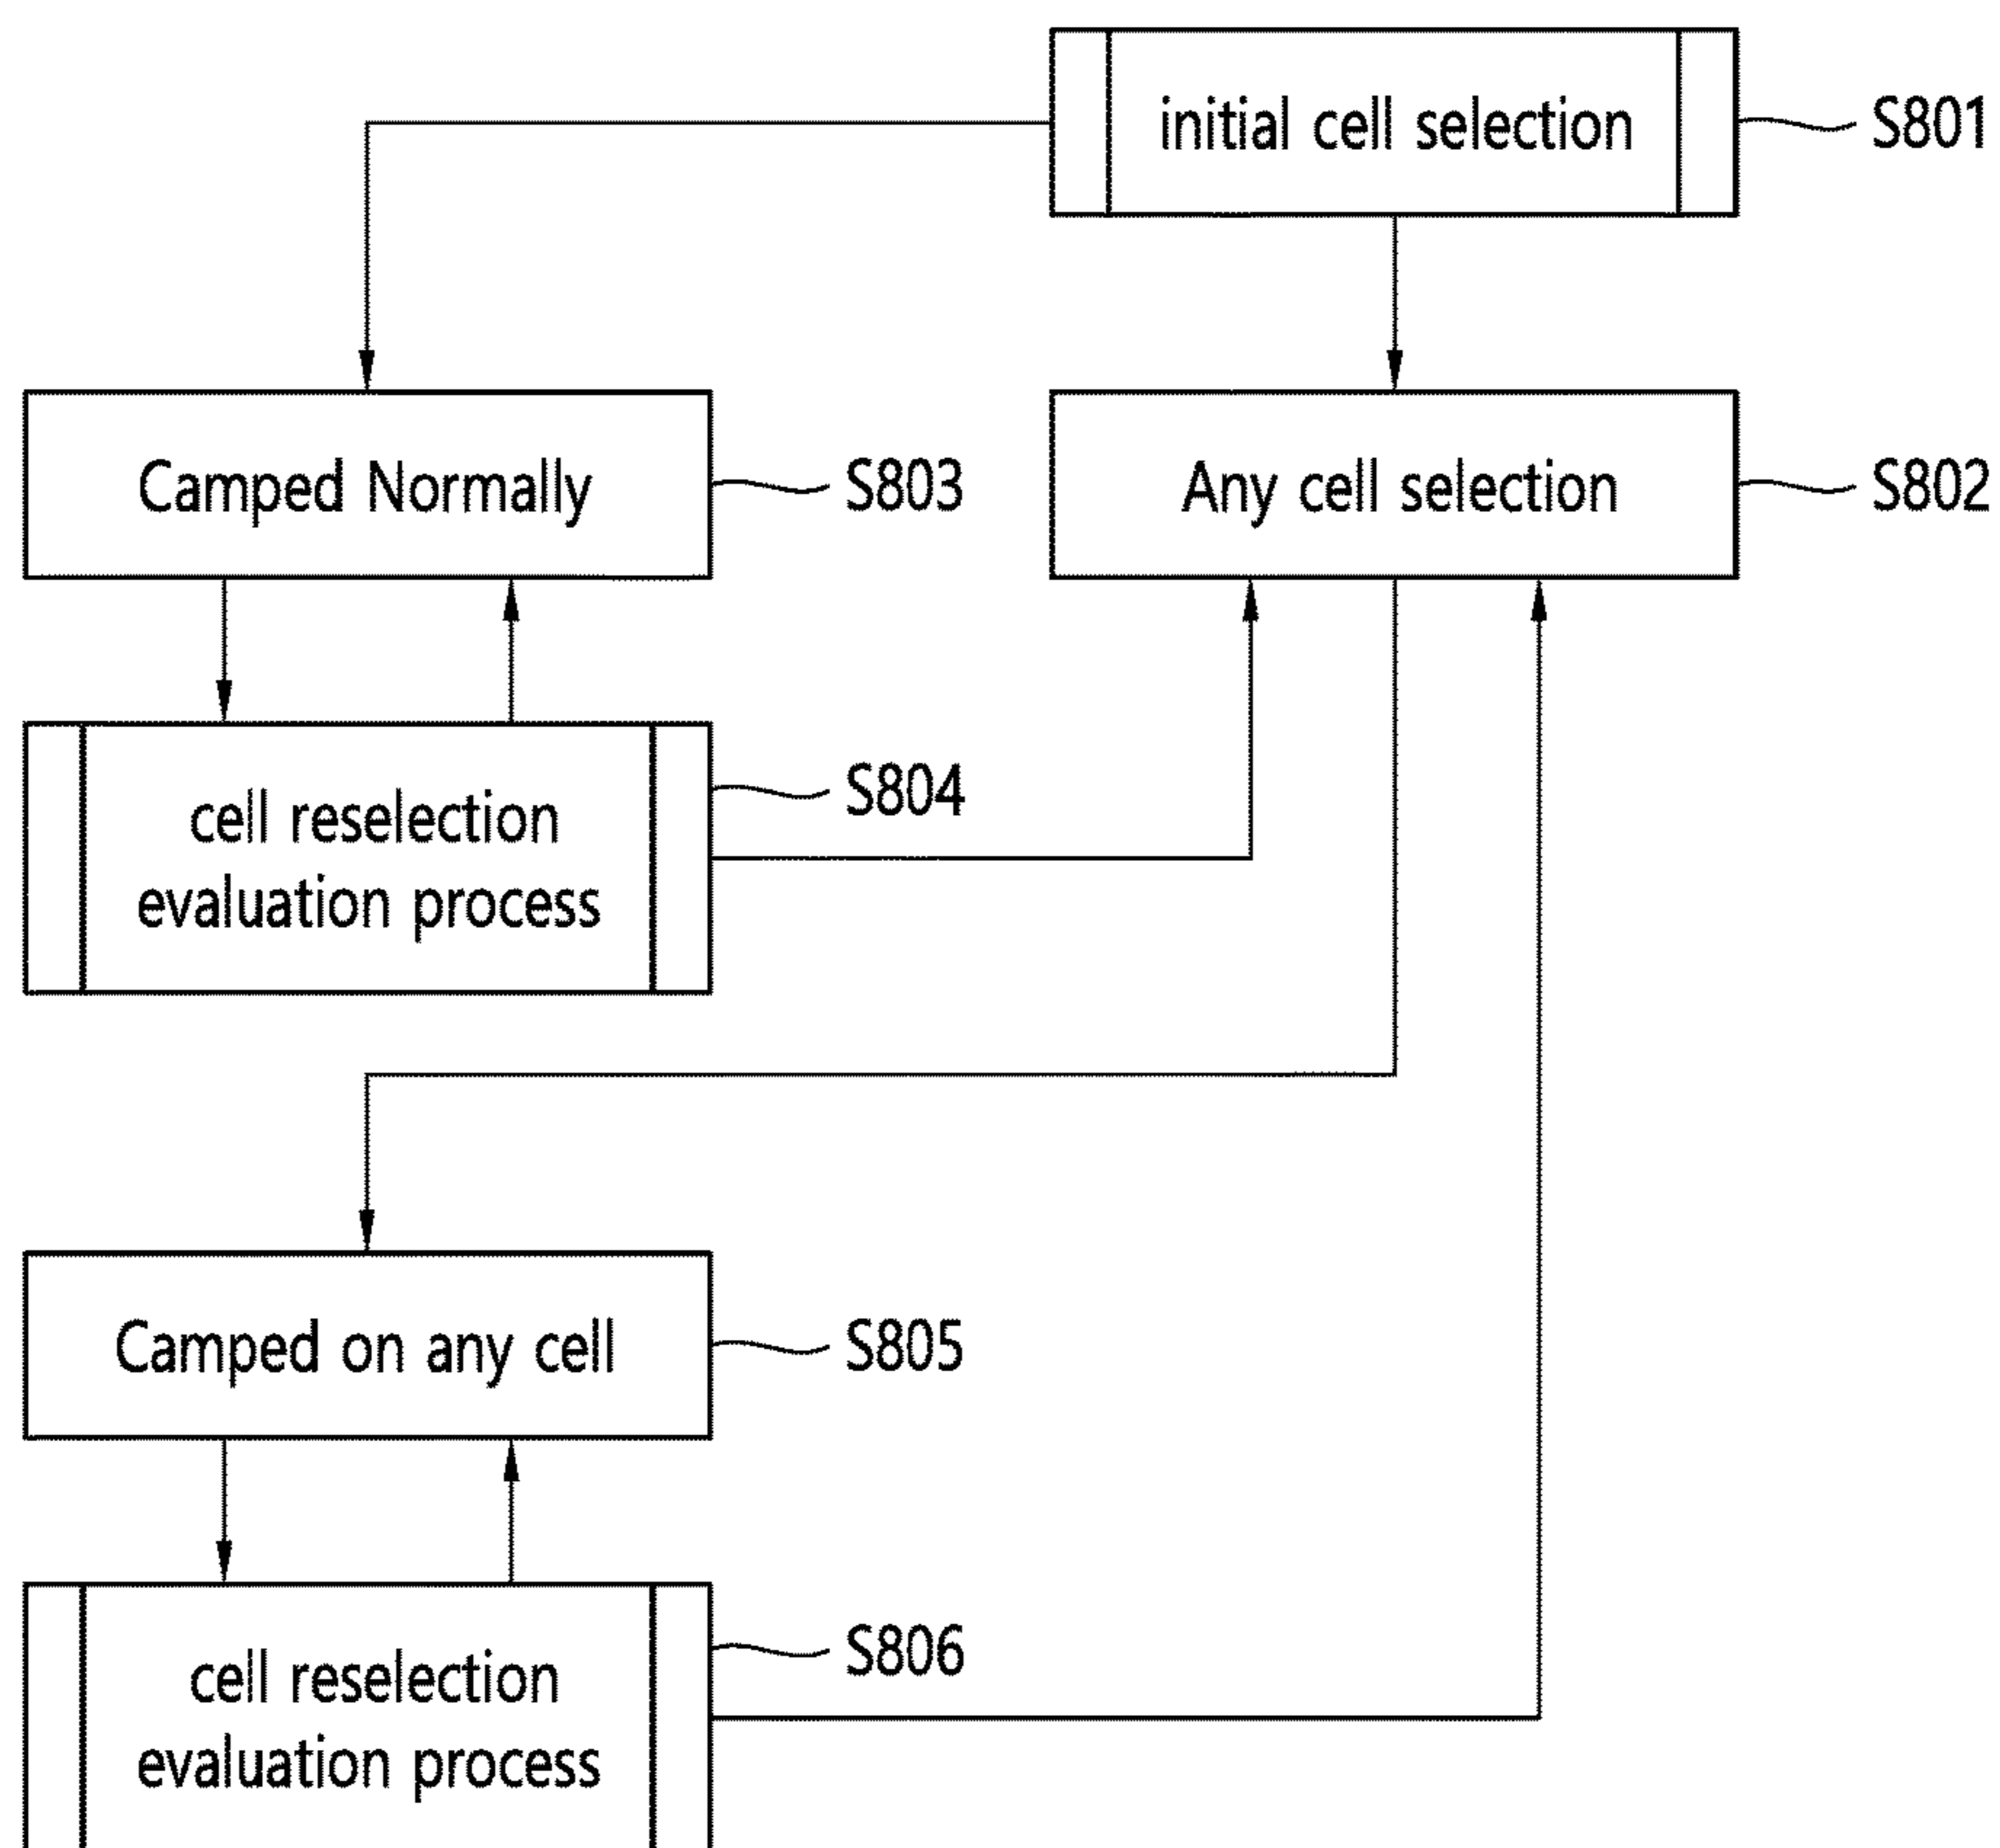 initial cell selection
S801
Camped Normally
S803
Any cell selection
S802
cell reselection
evaluation process
S804
Camped on any cell
S805
cell reselection
evaluation process
S806